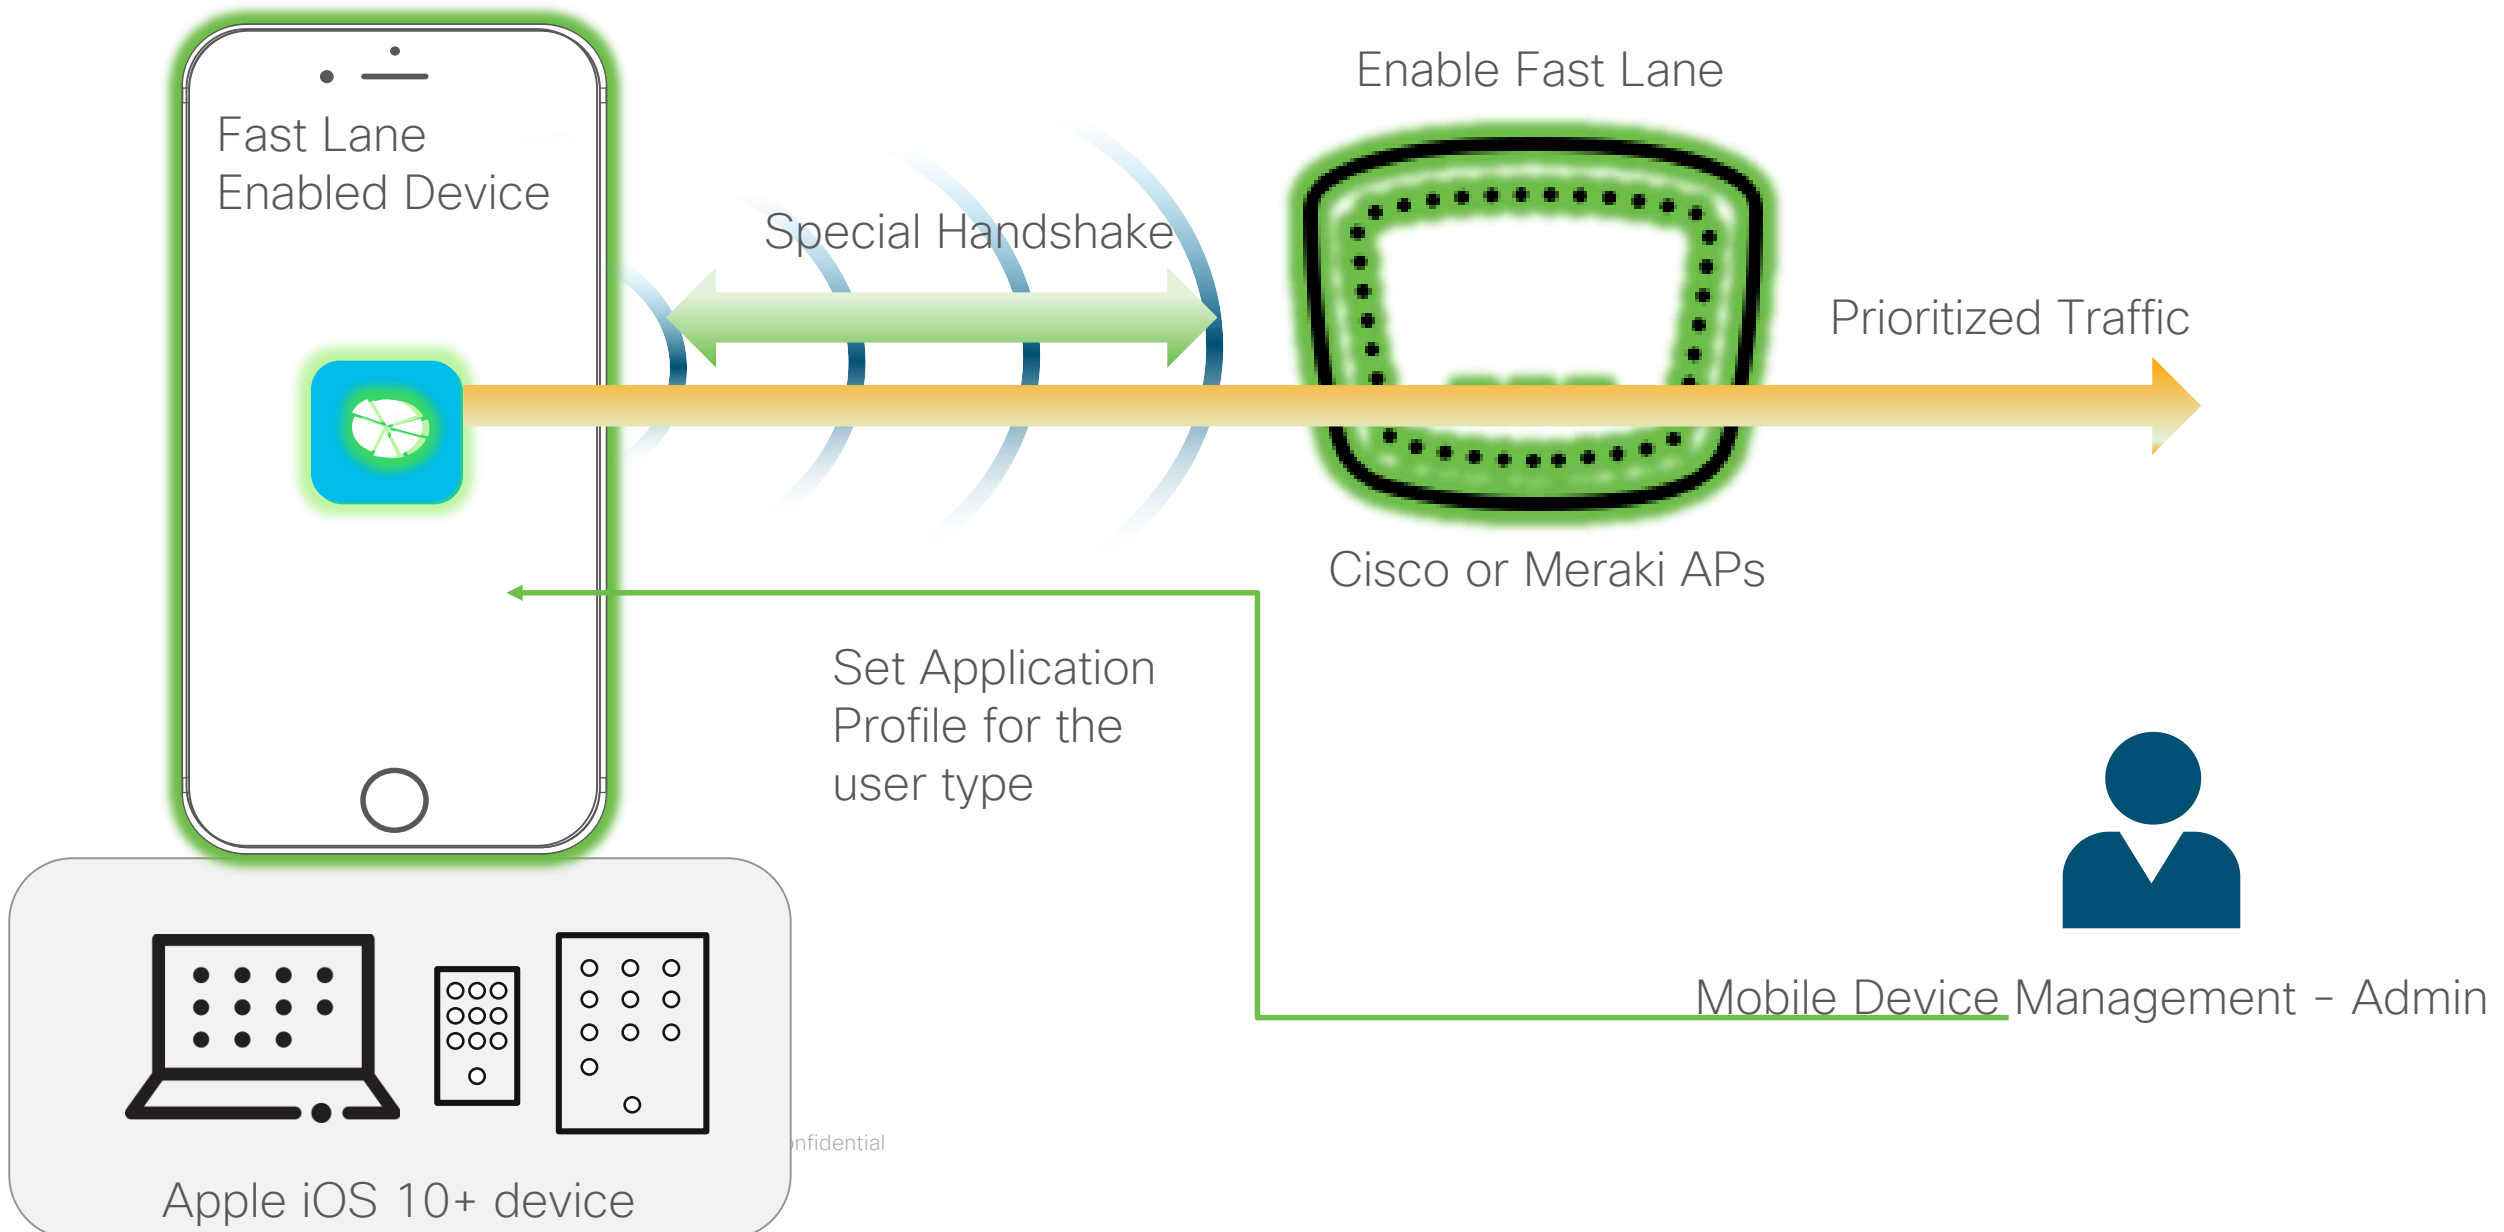 Enable Fast Lane
Fast Lane
Enabled Device
Special Handshake
Prioritized Traffic
Cisco or Meraki APs
Set Application
Profile for the
user type
Mobile Device Management - Admin
Apple iOS 10+ device